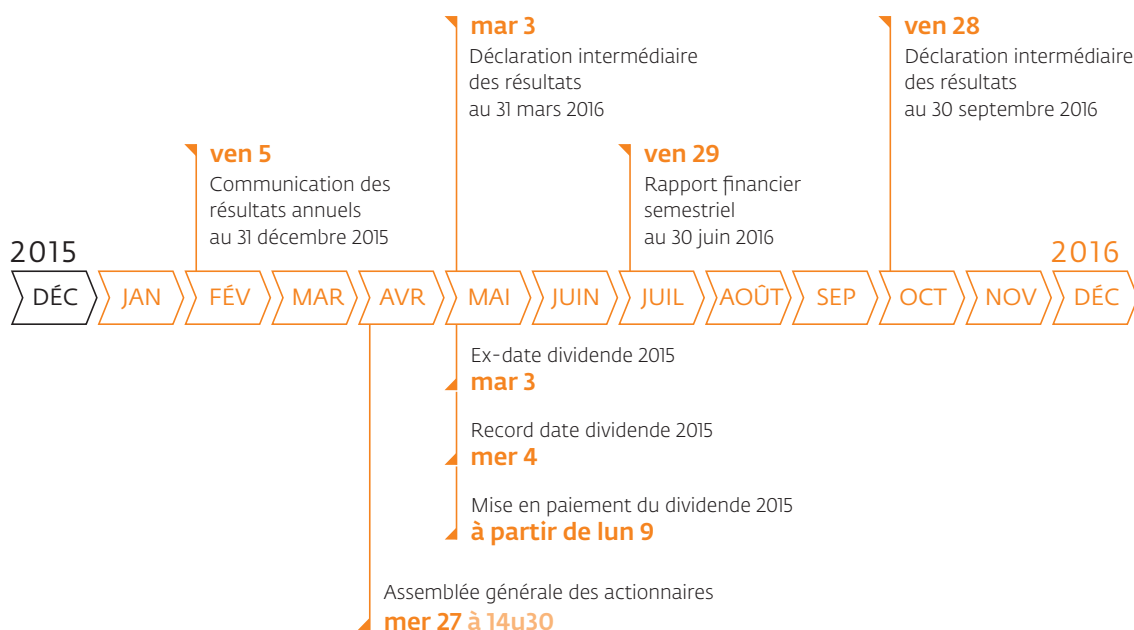 mar 3
Déclaration intermédiaire
des résultats
au 31 mars 2016
ven 28
Déclaration intermédiaire
des résultats
au 30 septembre 2016
ven 5
Communication des
résultats annuels
au 31 décembre 2015
ven 29
Rapport financier
semestriel
au 30 juin 2016
2015
2016
DÉC JAN FÉV MAR AVR MAI JUIN JUIL AOÛT SEP OCT NOV DÉC
Ex-date dividende 2015
mar 3
Record date dividende 2015
mer 4
Mise en paiement du dividende 2015
à partir de lun 9
Assemblée générale des actionnaires
mer 27 à 14u30